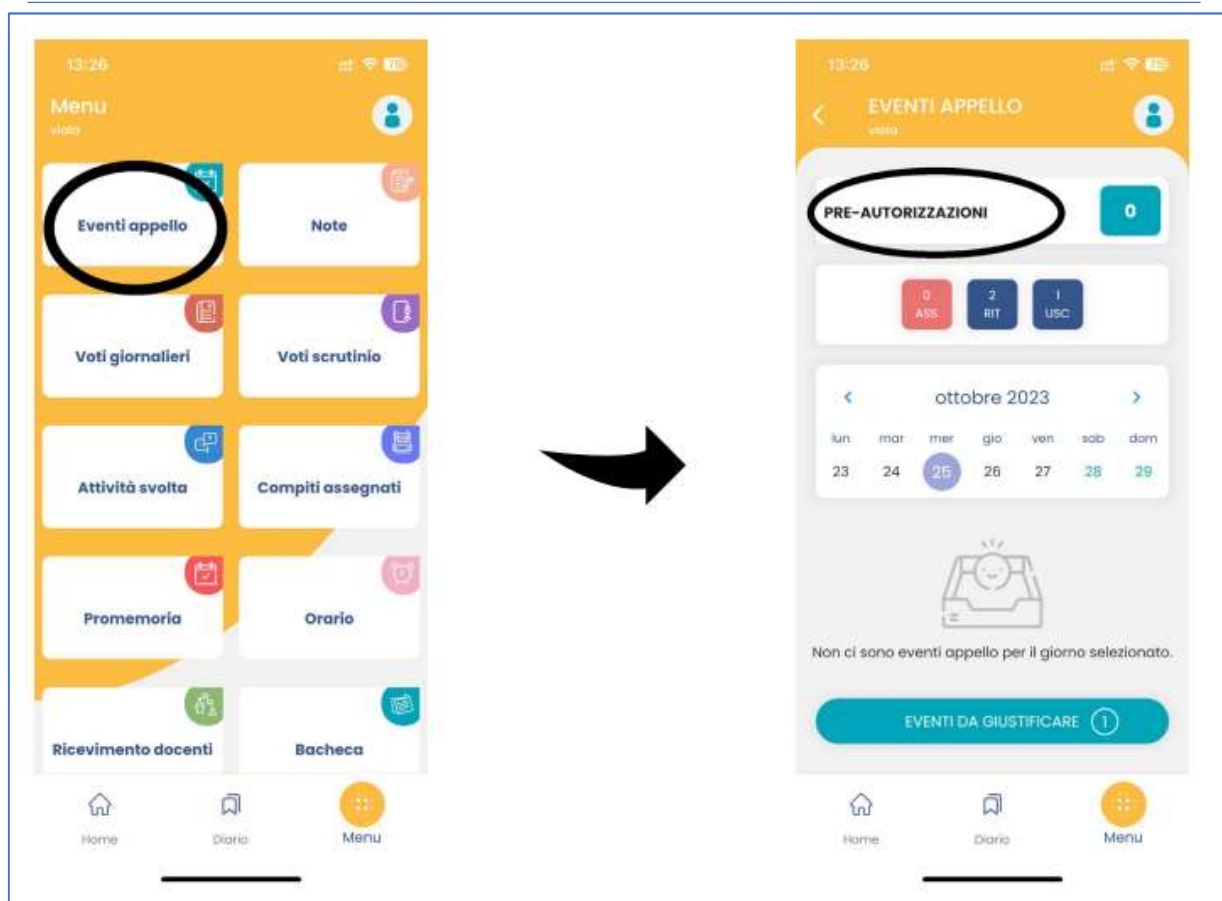 13:26
Menu
viola
Eventi appello
Note
Voti giornalieri
Voti scrutinio
Attività svolta
Compiti assegnati
Promemoria
Orario
Ricevimento docenti
Bacheca
Home
Diario
Menu
13:26
EVENTI APPELLO
viola
PRE-AUTORIZZAZIONI
0
0 2 1
ASS RIT USC
ottobre 2023
lun mar mer gio ven sab dom
23 24 25 26 27 28 29
Non ci sono eventi appello per il giorno selezionato.
EVENTI DA GIUSTIFICARE 1
Home
Diario
Menu